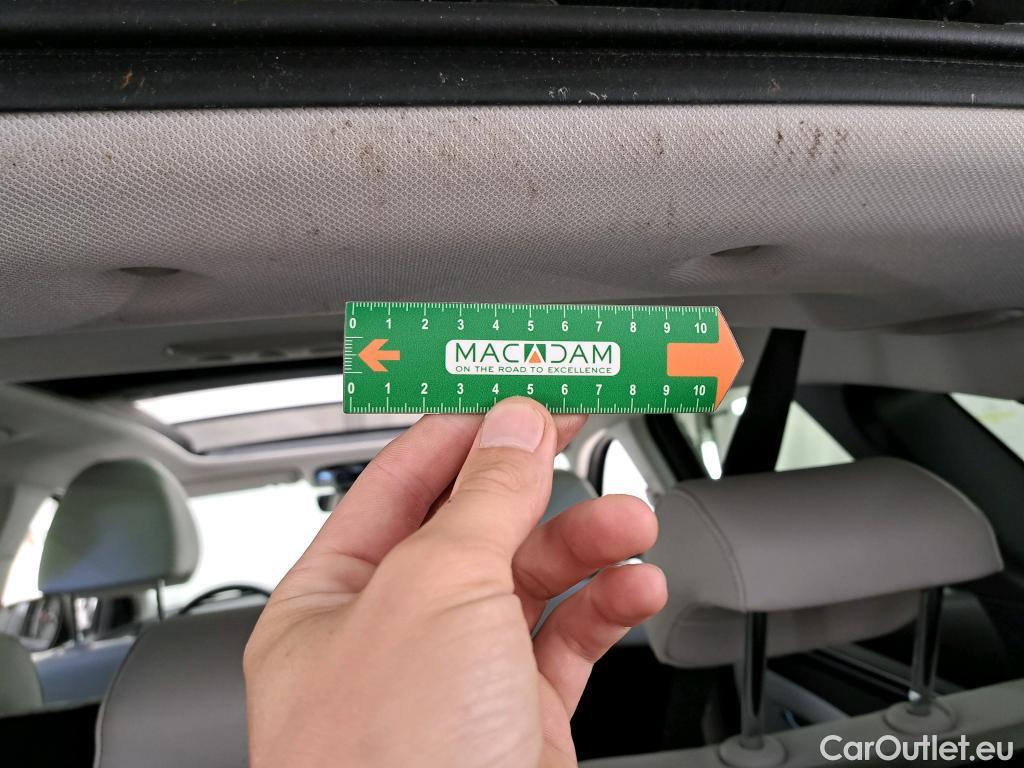 0 1 2 3 4 5 6 7 8 9 10
MACADAM
ON THE ROAD TO EXCELLENCE
0 1 2 3 4 5 6 7 8 9 10
CarOutlet.eu